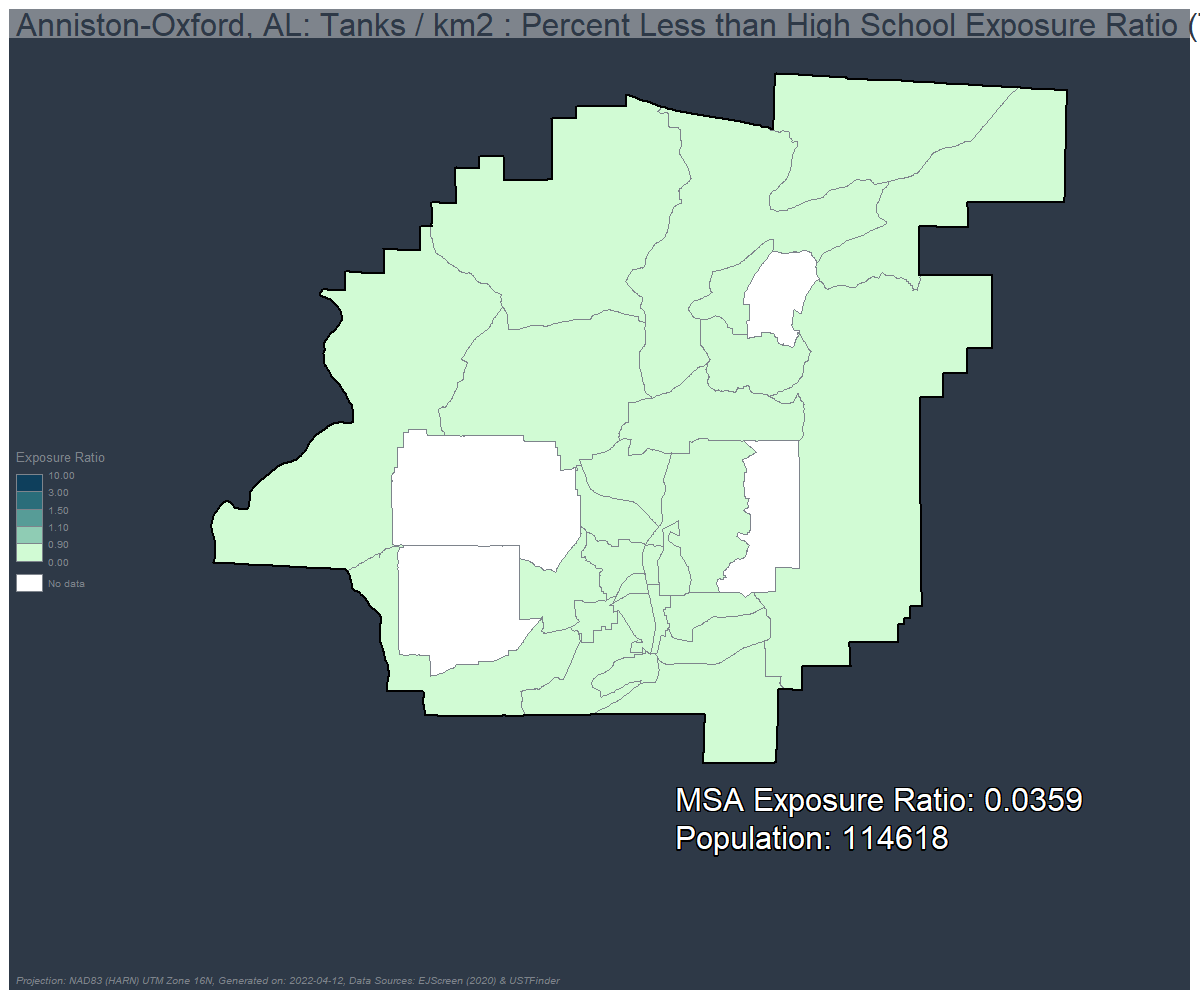 Anniston-Oxford, AL: Tanks / km2 : Percent Less than High School Exposure Ratio (
Exposure Ratio
10.00
3.00
1.50
1.10
0.90
0.00
No data
MSA Exposure Ratio: 0.0359
Population: 114618
Projection: NAD83 (HARN) UTM Zone 16N, Generated on: 2022-04-12, Data Sources: EJScreen (2020) & USTFinder